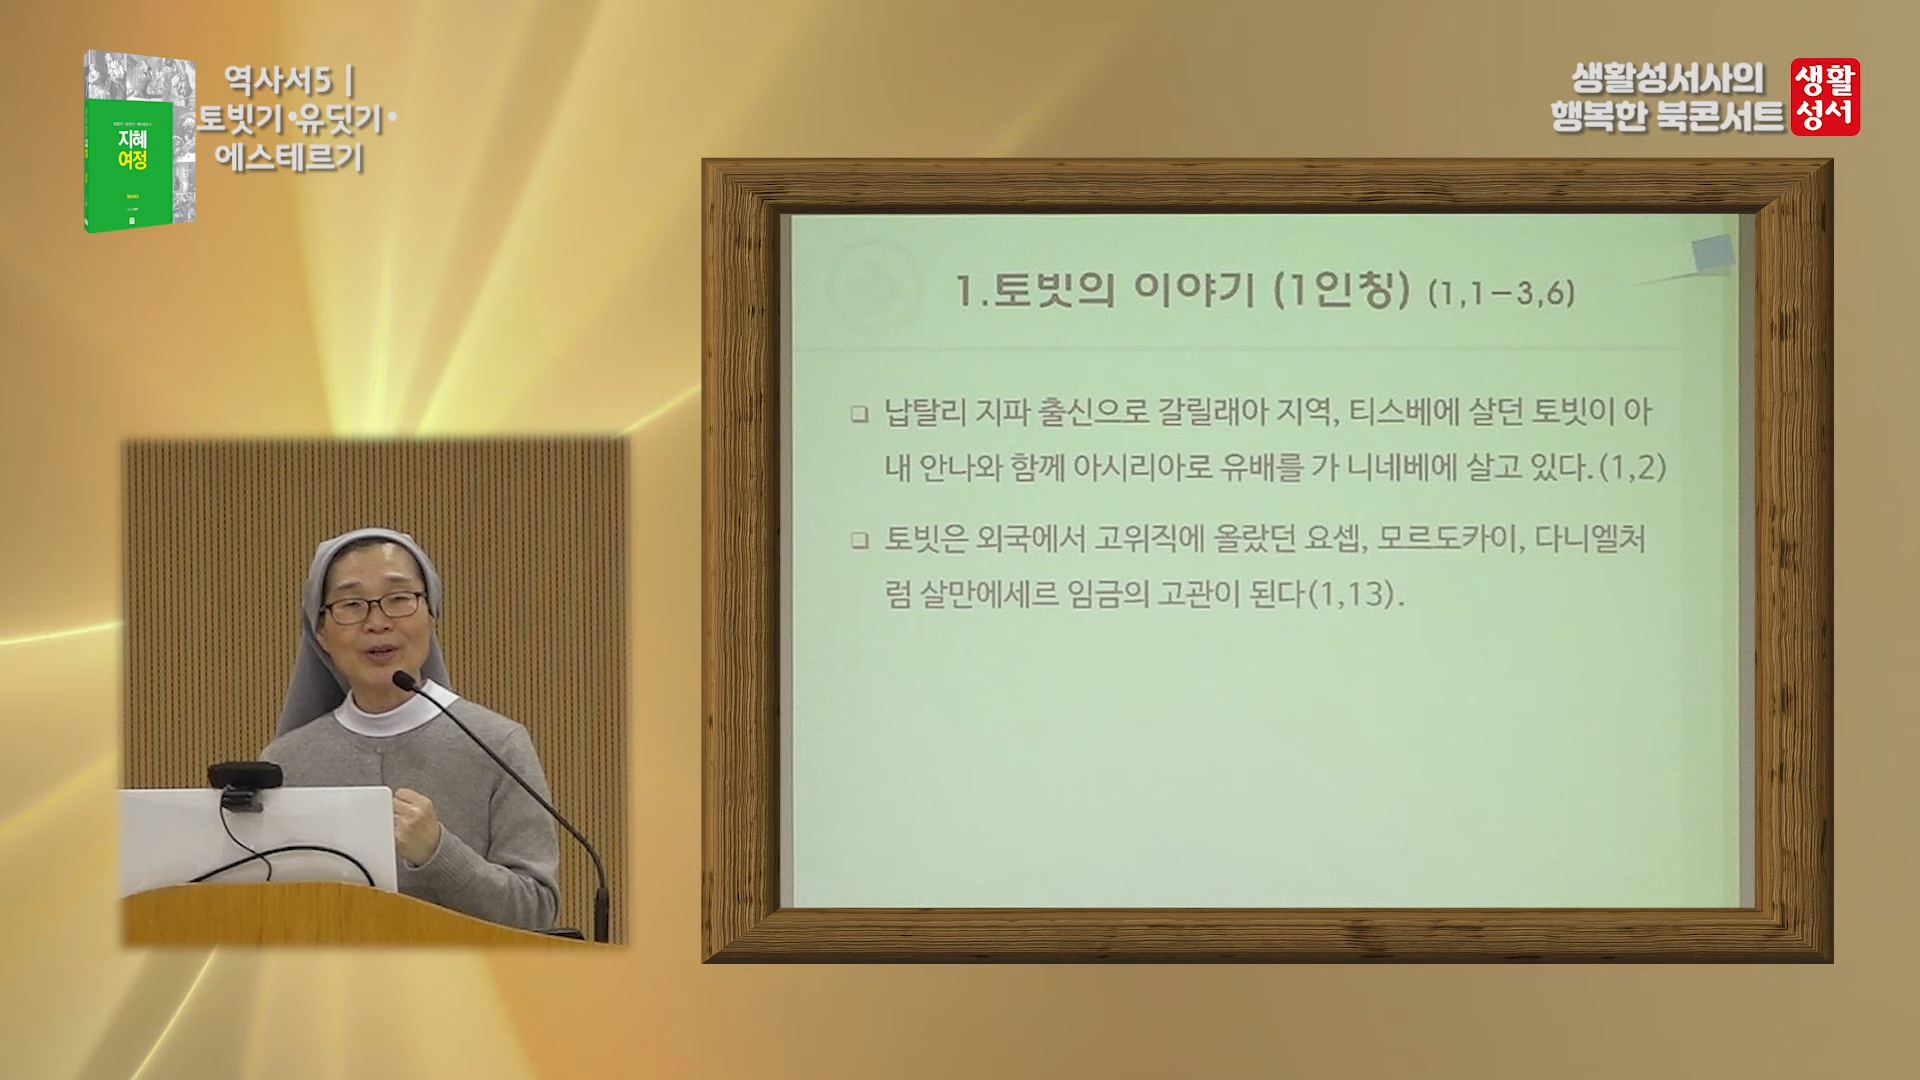 역사서5 |
토빗기·유딧기·
에스테르기
지혜
여정
생활성서사의
행복한 북콘서트
생활
성서
1.토빗의 이야기 (1인칭) (1,1-3,6)
❑ 납탈리 지파 출신으로 갈릴래아 지역, 티스베에 살던 토빗이 아
내 안나와 함께 아시리아로 유배를 가 니네베에 살고 있다.(1,2)
❑ 토빗은 외국에서 고위직에 올랐던 요셉, 모르도카이, 다니엘처
럼 살만에세르 임금의 고관이 된다(1,13).